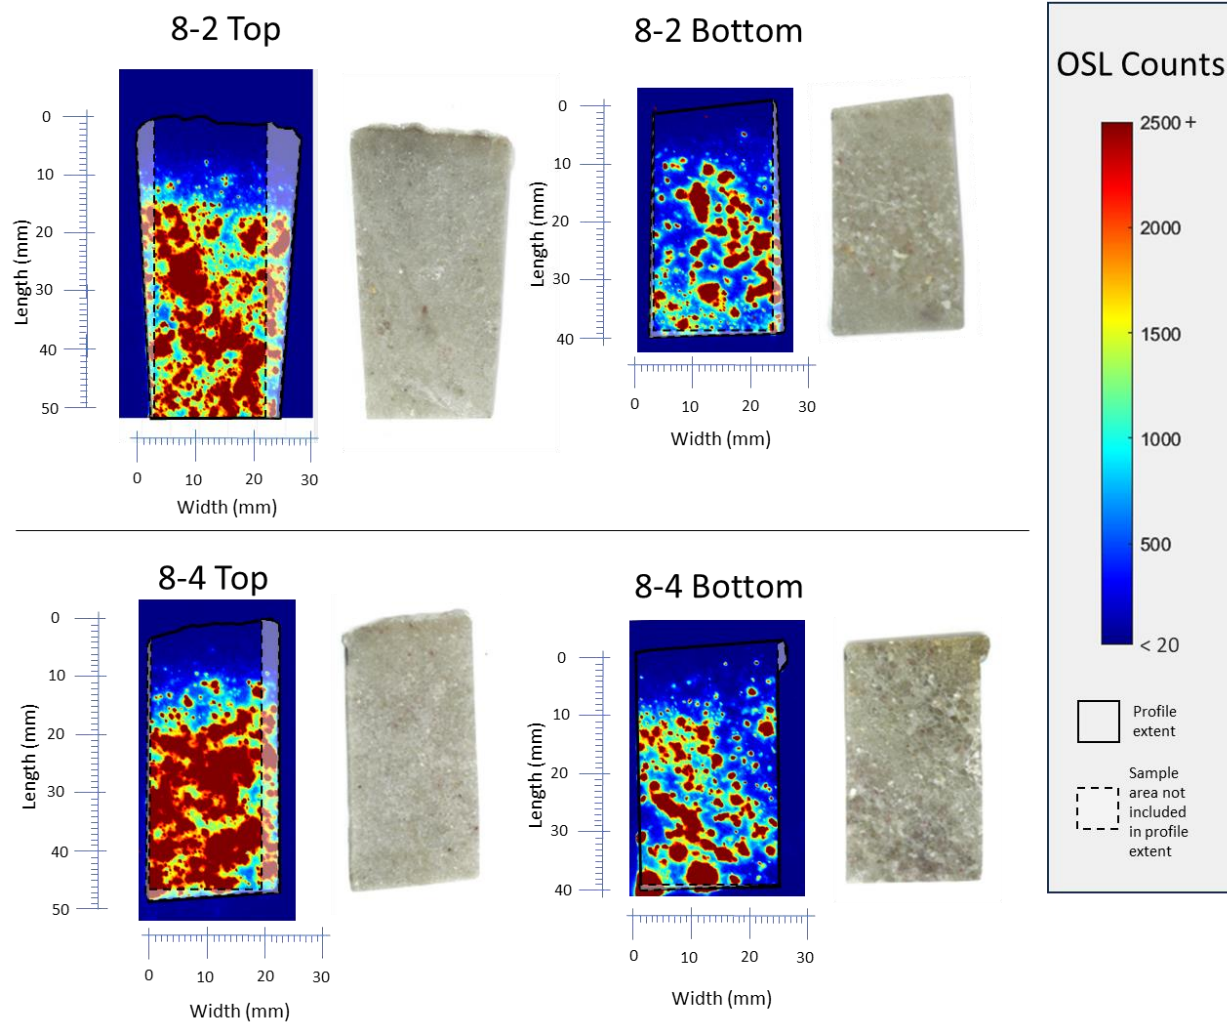 8-2 Top
8-2 Bottom
OSL Counts
0
10
20
30
40
50
Length (mm)
0
10
20
30
Width (mm)
0
10
20
30
40
Length (mm)
0
10
20
30
Width (mm)
2500 +
2000
1500
1000
500
< 20
Profile
extent
Sample
area not
included
in profile
extent
8-4 Top
8-4 Bottom
0
10
20
30
40
50
Length (mm)
0
10
20
30
Width (mm)
0
10
20
30
40
Length (mm)
0
10
20
30
Width (mm)